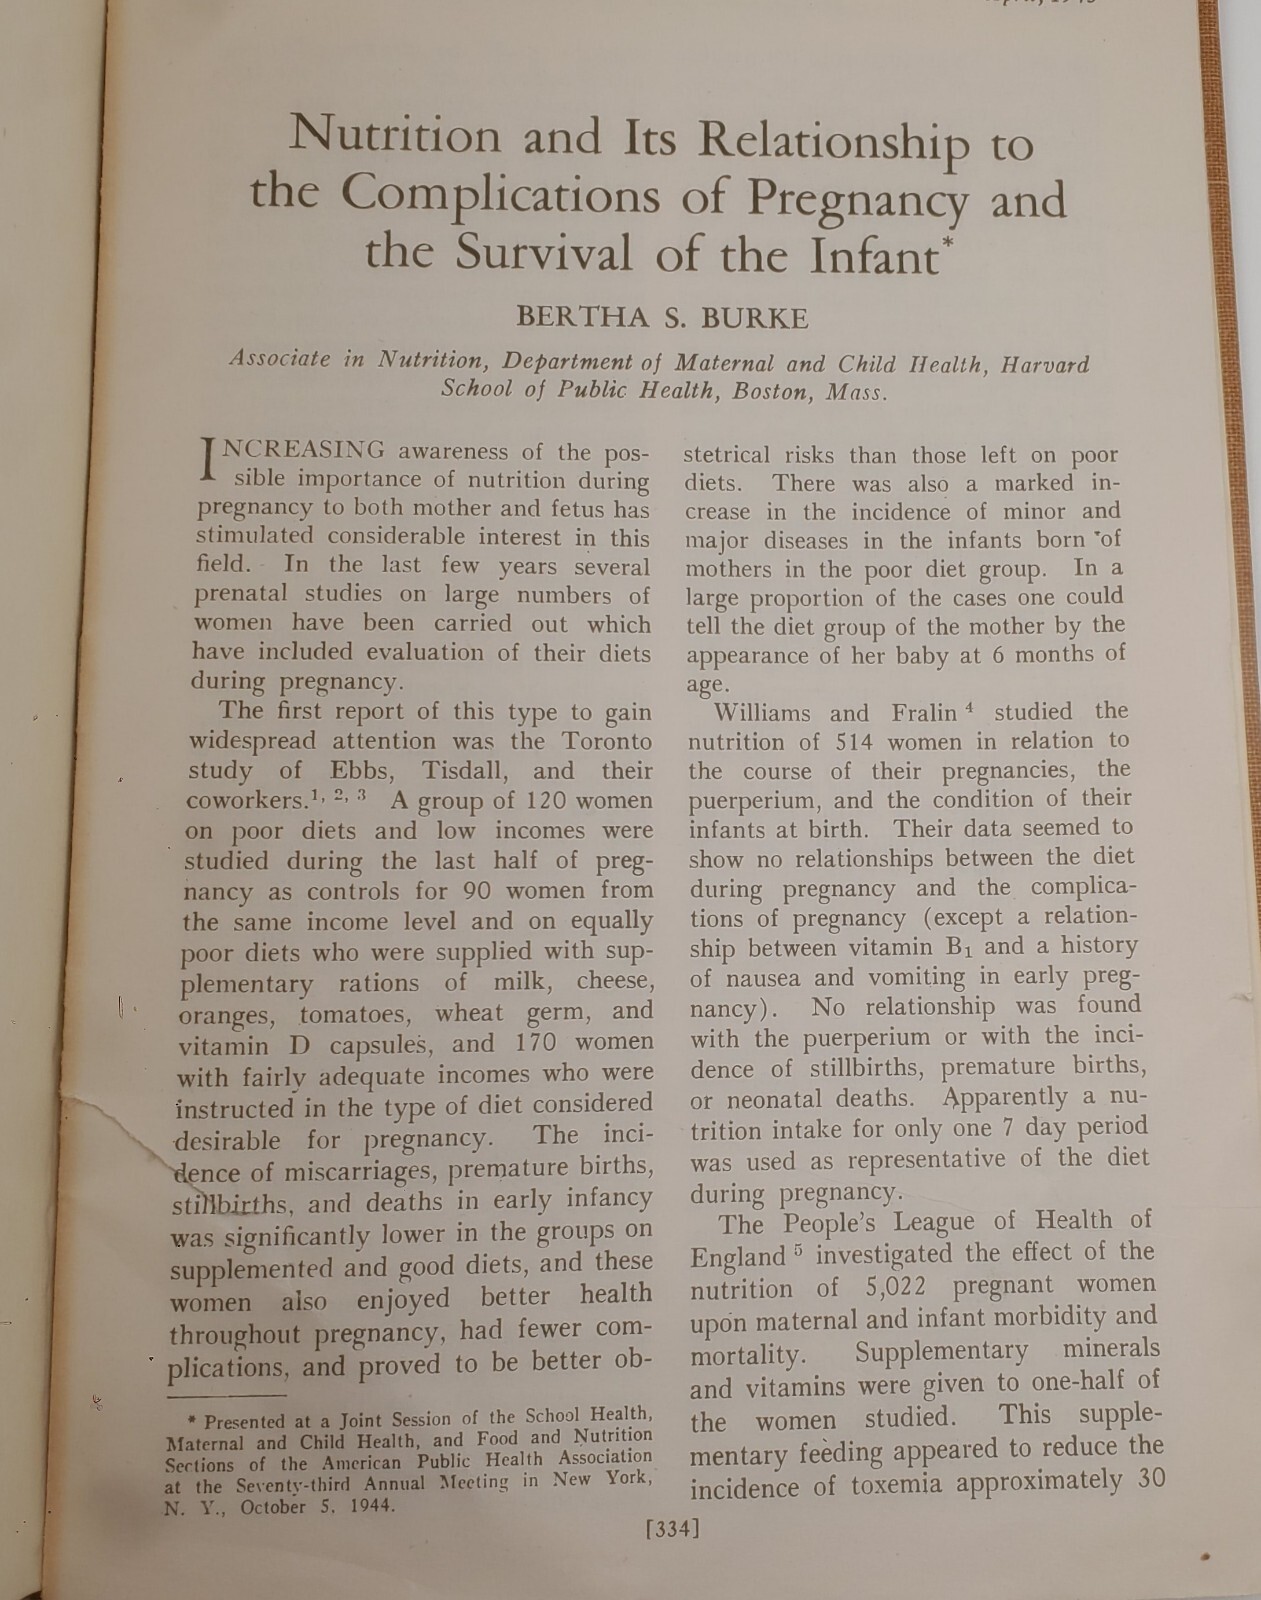 Nutrition and Its Relationship to
the Complications of Pregnancy and
the Survival of the Infant*
BERTHA S. BURKE
Associate in Nutrition, Department of Maternal and Child Health, Harvard
School of Public Health, Boston, Mass.
INCREASING awareness of the pos-
sible importance of nutrition during
pregnancy to both mother and fetus has
stimulated considerable interest in this
field. In the last few years several
prenatal studies on large numbers of
women have been carried out which
have included evaluation of their diets
during pregnancy.
The first report of this type to gain
widespread attention was the Toronto
study of Ebbs, Tisdall, and their
coworkers.1, 2, 3 A group of 120 women
on poor diets and low incomes were
studied during the last half of preg-
nancy as controls for 90 women from
the same income level and on equally
poor diets who were supplied with sup-
plementary rations of milk, cheese,
oranges, tomatoes, wheat germ, and
vitamin D capsules, and 170 women
with fairly adequate incomes who were
instructed in the type of diet considered
desirable for pregnancy. The inci-
dence of miscarriages, premature births,
stillbirths, and deaths in early infancy
was significantly lower in the groups on
supplemented and good diets, and these
women also enjoyed better health
throughout pregnancy, had fewer com-
plications, and proved to be better ob-
* Presented at a Joint Session of the School Health,
Maternal and Child Health, and Food and Nutrition
Sections of the American Public Health Association
at the Seventy-third Annual Meeting in New York,
N. Y., October 5, 1944.
stetrical risks than those left on poor
diets. There was also a marked in-
crease in the incidence of minor and
major diseases in the infants born of
mothers in the poor diet group. In a
large proportion of the cases one could
tell the diet group of the mother by the
appearance of her baby at 6 months of
age.
Williams and Fralin 4 studied the
nutrition of 514 women in relation to
the course of their pregnancies, the
puerperium, and the condition of their
infants at birth. Their data seemed to
show no relationships between the diet
during pregnancy and the complica-
tions of pregnancy (except a relation-
ship between vitamin B1 and a history
of nausea and vomiting in early preg-
nancy). No relationship was found
with the puerperium or with the inci-
dence of stillbirths, premature births,
or neonatal deaths. Apparently a nu-
trition intake for only one 7 day period
was used as representative of the diet
during pregnancy.
The People's League of Health of
England 5 investigated the effect of the
nutrition of 5,022 pregnant women
upon maternal and infant morbidity and
mortality. Supplementary minerals
and vitamins were given to one-half of
the women studied. This supple-
mentary feeding appeared to reduce the
incidence of toxemia approximately 30
[334]